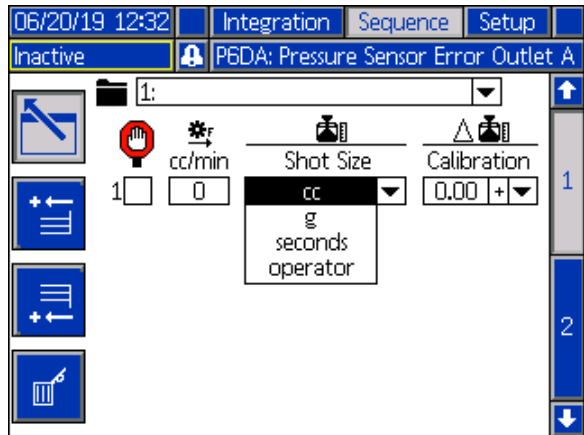 06/20/19 12:32 Integration Sequence Setup
Inactive P6DA: Pressure Sensor Error Outlet A
1:
F
cc/min Shot Size Calibration
1 0 cc 0.00 +
g
seconds
operator
1
2